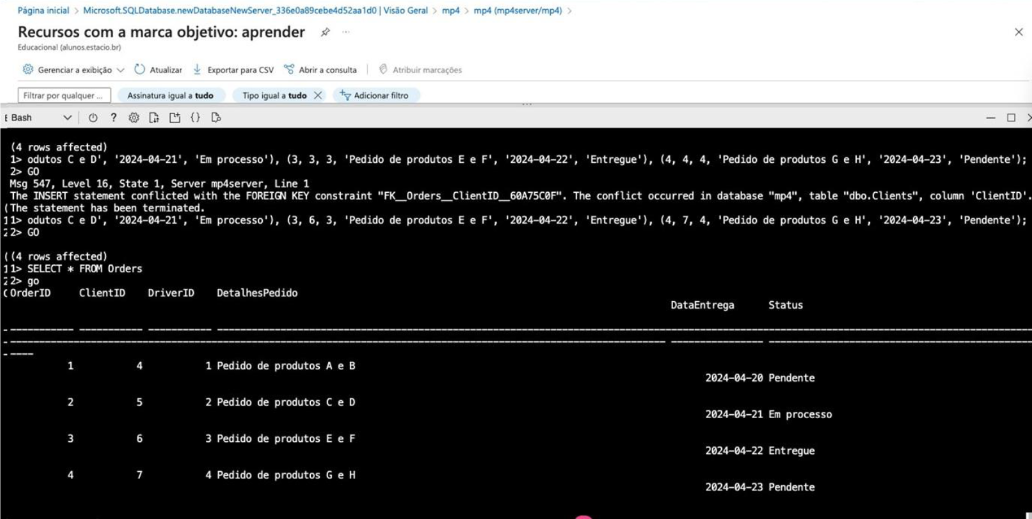 Página inicial > Microsoft.SQLDatabase.newDatabaseNewServer_336e0a89cebe4d52aa1d0 | Visão Geral > mp4 > mp4 (mp4server/mp4) >
Recursos com a marca objetivo: aprender
Educacional (alunos.estacio.br)
Gerenciar a exibição Atualizar Exportar para CSV Abrir a consulta Atribuir marcações
Filtrar por qualquer ... Assinatura igual a tudo Tipo igual a tudo Adicionar filtro
Bash
(4 rows affected)
1> odutos C e D', '2024-04-21', 'Em processo'), (3, 3, 3, 'Pedido de produtos E e F', '2024-04-22', 'Entregue'), (4, 4, 4, 'Pedido de produtos G e H', '2024-04-23', 'Pendente');
2> GO
Msg 547, Level 16, State 1, Server mp4server, Line 1
The INSERT statement conflicted with the FOREIGN KEY constraint "FK__Orders__ClientID__60A75C0F". The conflict occurred in database "mp4", table "dbo.Clients", column 'ClientID'.
The statement has been terminated.
1> odutos C e D', '2024-04-21', 'Em processo'), (3, 6, 3, 'Pedido de produtos E e F', '2024-04-22', 'Entregue'), (4, 7, 4, 'Pedido de produtos G e H', '2024-04-23', 'Pendente');
2> GO
(4 rows affected)
1> SELECT * FROM Orders
2> go
OrderID ClientID DriverID DetalhesPedido
DataEntrega Status
1 4 1 Pedido de produtos A e B
2024-04-20 Pendente
2 5 2 Pedido de produtos C e D
2024-04-21 Em processo
3 6 3 Pedido de produtos E e F
2024-04-22 Entregue
4 7 4 Pedido de produtos G e H
2024-04-23 Pendente